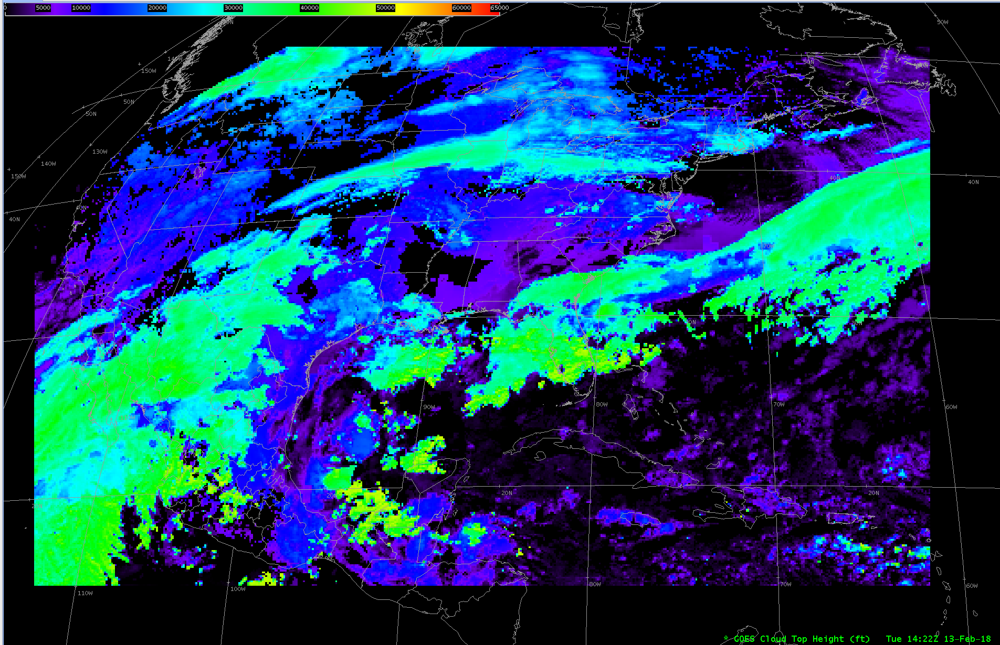 0 5000 10000 20000 30000 40000 50000 60000 65000
80W 50W
140W
150W 50N
50N
50N
130W
140W
150W
40N 40N
40N
40N
70W
30N
90W 80W 70W 60W
20N 20N 20N
110W 100W 80W 70W 60W
* GOES Cloud Top Height (ft) Tue 14:22Z 13-Feb-18